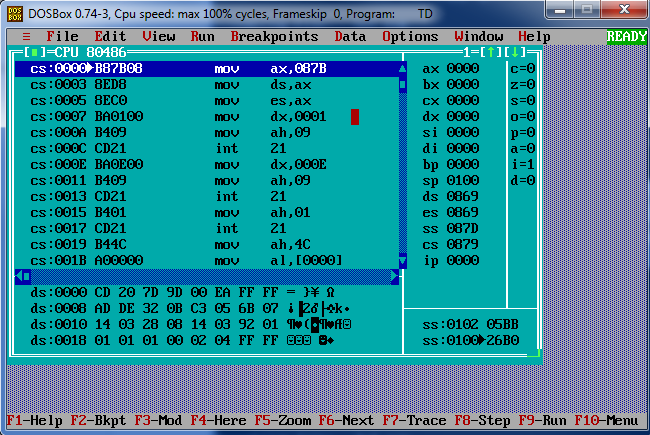 DOSBox 0.74-3, Cpu speed: max 100% cycles, Frameskip 0, Program: TD
≡ File Edit View Run Breakpoints Data Options Window Help READY
[■]=CPU 80486 1=[↑][↓]
cs:0000►B87B08 mov ax,087B ax 0000 c=0
cs:0003 8ED8 mov ds,ax bx 0000 z=0
cs:0005 8EC0 mov es,ax cx 0000 s=0
cs:0007 BA0100 mov dx,0001 dx 0000 o=0
cs:000A B409 mov ah,09 si 0000 p=0
cs:000C CD21 int 21 di 0000 a=0
cs:000E BA0E00 mov dx,000E bp 0000 i=1
cs:0011 B409 mov ah,09 sp 0100 d=0
cs:0013 CD21 int 21 ds 0869
cs:0015 B401 mov ah,01 es 0869
cs:0017 CD21 int 21 ss 087D
cs:0019 B44C mov ah,4C cs 0879
cs:001B A00000 mov al,[0000] ip 0000
ds:0000 CD 20 7D 9D 00 EA FF FF = }¥ Ω
ds:0008 AD DE 32 0B C3 05 6B 07
ds:0010 14 03 28 08 14 03 92 01 ss:0102 05BB
ds:0018 01 01 01 00 02 04 FF FF ss:0100►26B0
F1-Help F2-Bkpt F3-Mod F4-Here F5-Zoom F6-Next F7-Trace F8-Step F9-Run F10-Menu